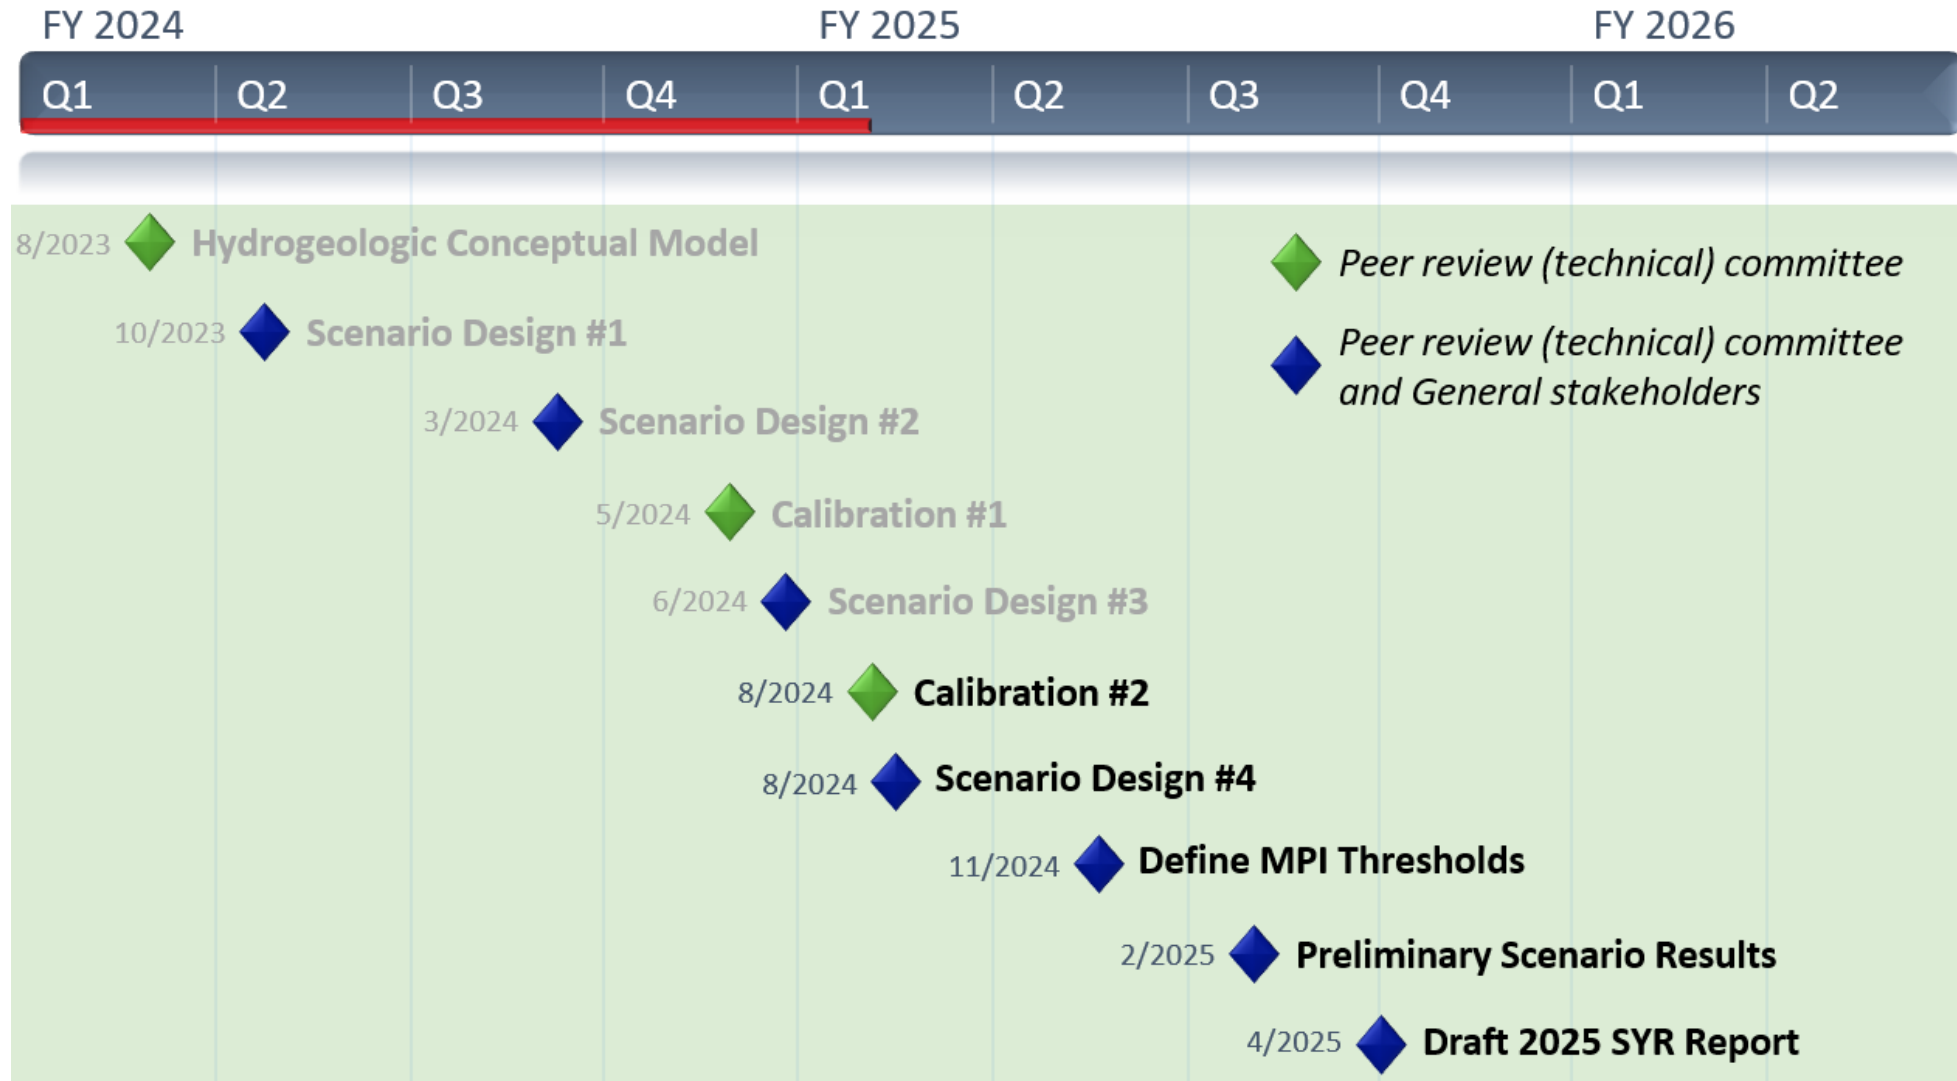 FY 2024 FY 2025 FY 2026
Q1 Q2 Q3 Q4 Q1 Q2 Q3 Q4 Q1 Q2
8/2023 Hydrogeologic Conceptual Model
10/2023 Scenario Design #1
3/2024 Scenario Design #2
5/2024 Calibration #1
6/2024 Scenario Design #3
8/2024 Calibration #2
8/2024 Scenario Design #4
11/2024 Define MPI Thresholds
2/2025 Preliminary Scenario Results
4/2025 Draft 2025 SYR Report
Peer review (technical) committee
Peer review (technical) committee
and General stakeholders